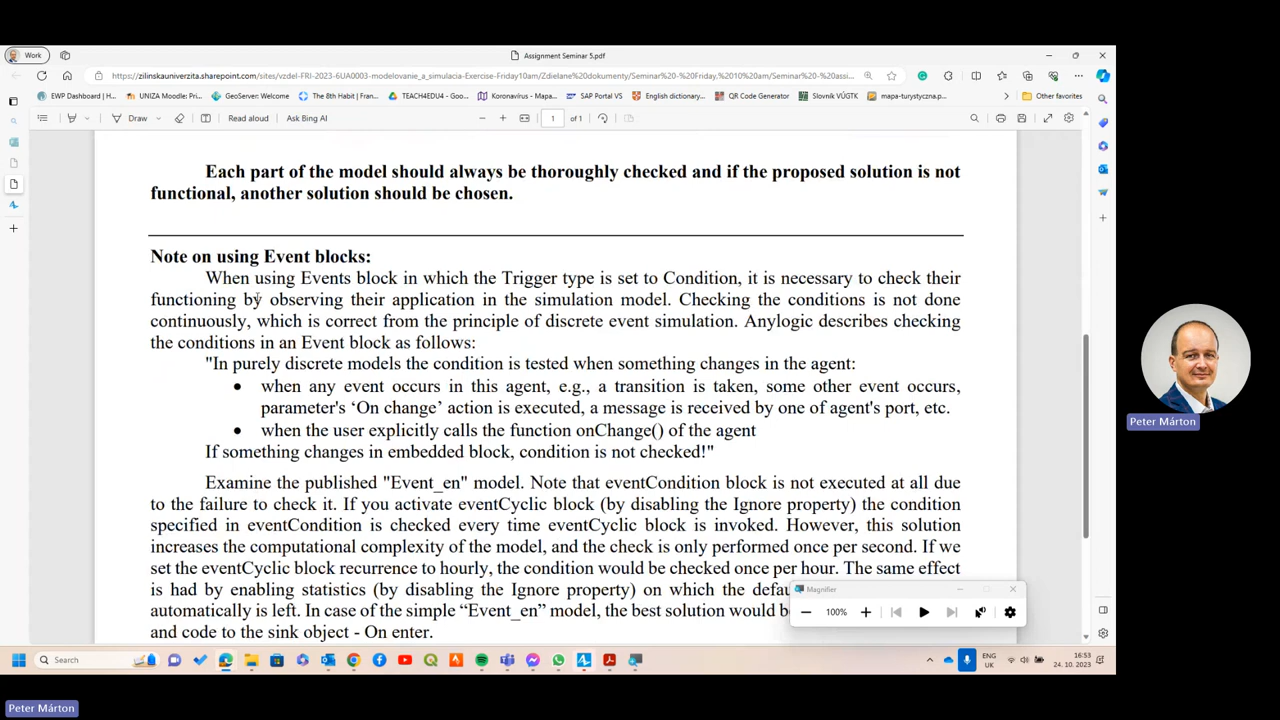 Work
Assignment Seminar 5.pdf
https://zilinskauniverzita.sharepoint.com/sites/vzdel-FRI-2023-6UA0003-modelovanie_a_simulacia-Exercise-Friday10am/Zdielane%20dokumenty/Seminar%20-%20Friday,%2010%20am/Seminar%20-%20assi...
EWP Dashboard | H...
UNIZA Moodle: Pri...
GeoServer: Welcome
The 8th Habit | Fran...
TEACH4EDU4 - Goo...
Koronavírus - Mapa...
SAP Portal VS
English dictionary...
QR Code Generator
Slovník VÚGTK
mapa-turystyczna.p...
Other favorites
Draw
Read aloud
Ask Bing AI
1
of 1
Each part of the model should always be thoroughly checked and if the proposed solution is not
functional, another solution should be chosen.
Note on using Event blocks:
When using Events block in which the Trigger type is set to Condition, it is necessary to check their
functioning by observing their application in the simulation model. Checking the conditions is not done
continuously, which is correct from the principle of discrete event simulation. Anylogic describes checking
the conditions in an Event block as follows:
"In purely discrete models the condition is tested when something changes in the agent:
• when any event occurs in this agent, e.g., a transition is taken, some other event occurs,
parameter's ‘On change’ action is executed, a message is received by one of agent's port, etc.
• when the user explicitly calls the function onChange() of the agent
If something changes in embedded block, condition is not checked!"
Examine the published "Event_en" model. Note that eventCondition block is not executed at all due
to the failure to check it. If you activate eventCyclic block (by disabling the Ignore property) the condition
specified in eventCondition is checked every time eventCyclic block is invoked. However, this solution
increases the computational complexity of the model, and the check is only performed once per second. If we
set the eventCyclic block recurrence to hourly, the condition would be checked once per hour. The same effect
is had by enabling statistics (by disabling the Ignore property) on which the defau
automatically is left. In case of the simple “Event_en” model, the best solution would b
and code to the sink object - On enter.
Magnifier
100%
Peter Márton
Search
ENG
UK
16:53
24. 10. 2023
Peter Márton